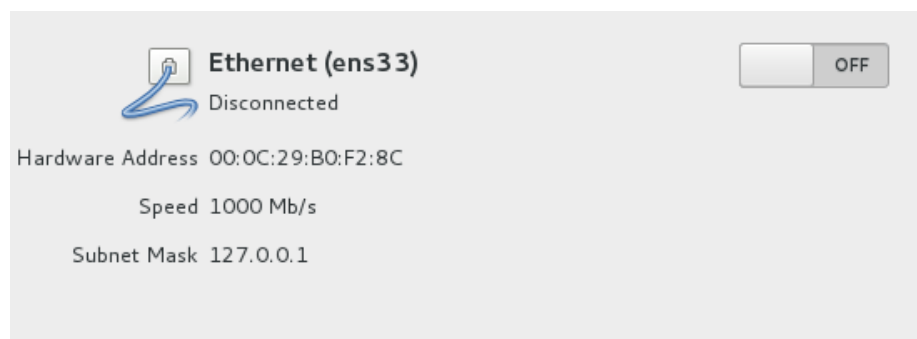 Ethernet (ens33)
OFF
Disconnected
Hardware Address 00:0C:29:B0:F2:8C
Speed 1000 Mb/s
Subnet Mask 127.0.0.1